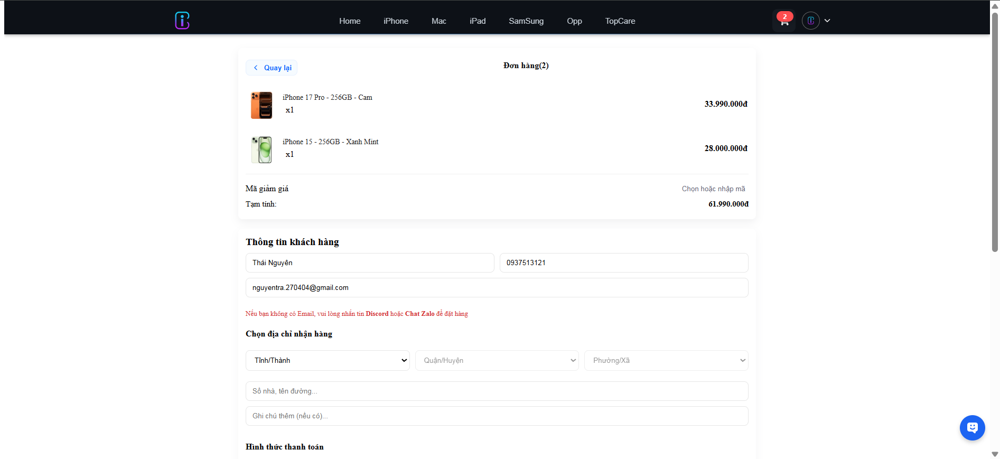 Home iPhone Mac iPad SamSung Opp TopCare 2
Quay lại Đơn hàng(2)
iPhone 17 Pro - 256GB - Cam
x1
33.990.000đ
iPhone 15 - 256GB - Xanh Mint
x1
28.000.000đ
Mã giảm giá Chọn hoặc nhập mã
Tạm tính: 61.990.000đ
Thông tin khách hàng
Thái Nguyên 0937513121
nguyentra.270404@gmail.com
Nếu bạn không có Email, vui lòng nhắn tin Discord hoặc Chat Zalo để đặt hàng
Chọn địa chỉ nhận hàng
Tỉnh/Thành Quận/Huyện Phường/Xã
Số nhà, tên đường...
Ghi chú thêm (nếu có)...
Hình thức thanh toán